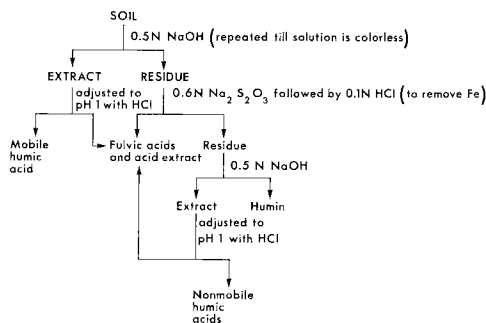 SOIL
0.5N NaOH (repeated till solution is colorless)
EXTRACT RESIDUE
adjusted to
pH 1 with HCl
0.6N Na2 S2O3 followed by 0.1N HCl (to remove Fe)
Mobile
humic
acid
Fulvic acids
and acid extract
Residue
0.5 N NaOH
Extract Humin
adjusted to
pH 1 with HCl
Nonmobile
humic
acids